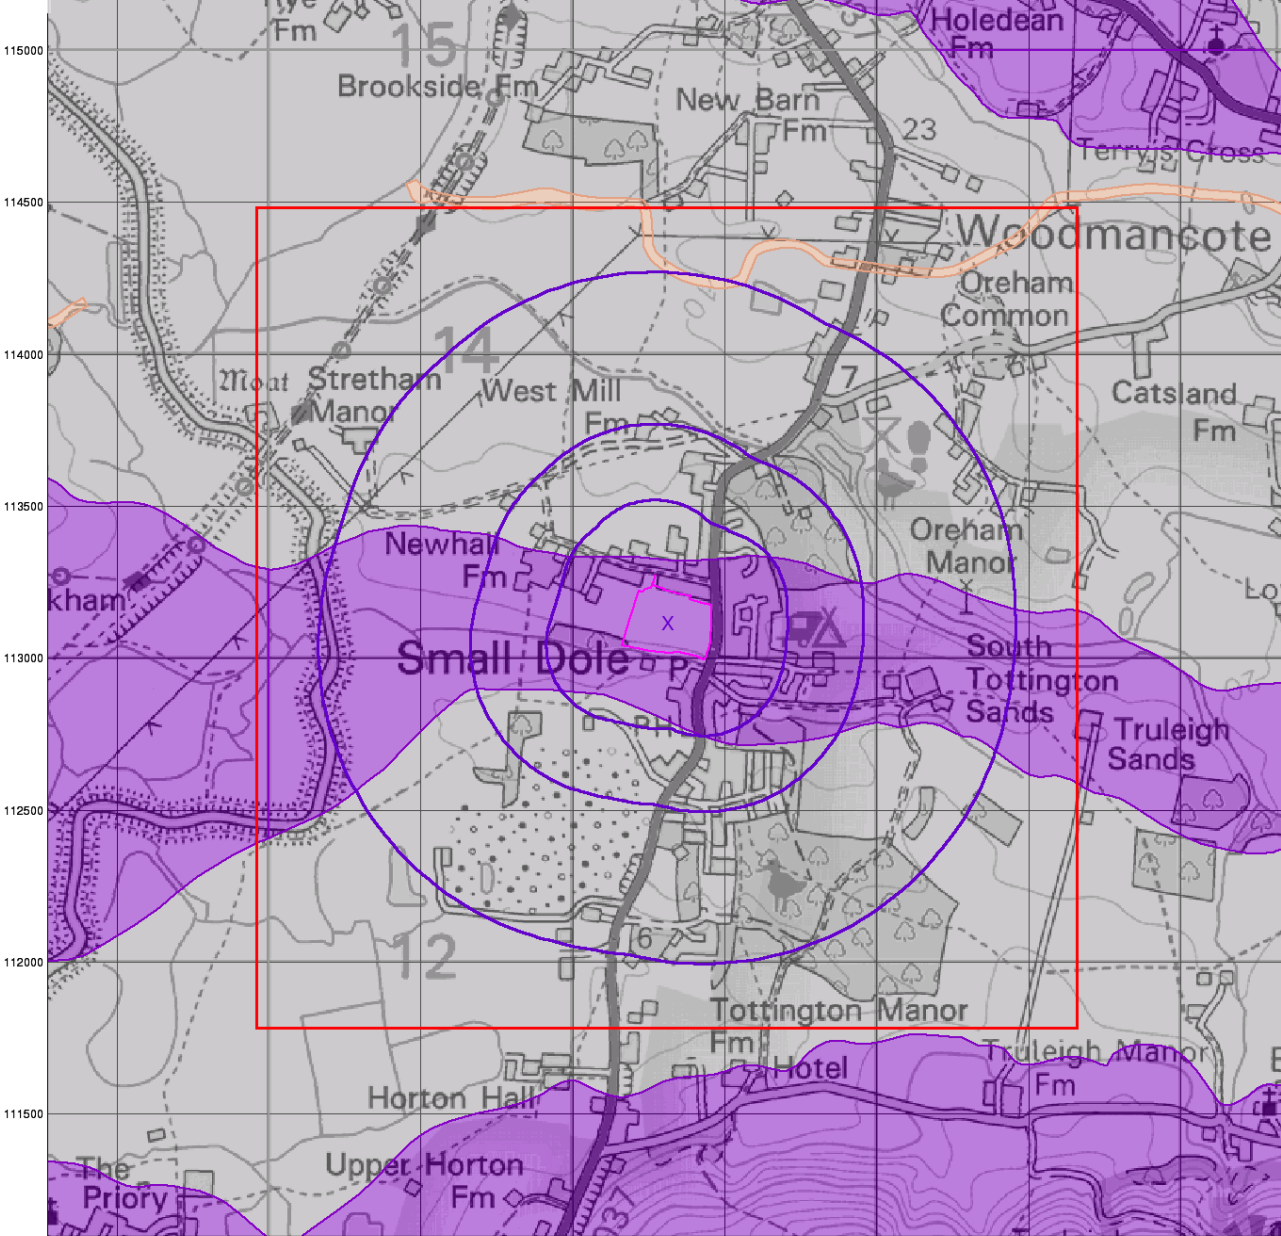 Rye
Fm
15
Holedean
Fm
115000
Brookside Fm
New Barn
Fm
23
Terry's Cross
114500
Woodmancote
Oreham
Common
114000
14
7
Moat
Stretham
Manor
West Mill
Fm
Catsland
Fm
113500
Newhall
Fm
Oreham
Manor
kham
Lo
X
113000
Small Dole
P
South
Tottington
Sands
PH
Truleigh
Sands
112500
6
112000
12
Tottington Manor
Fm
Truleigh Manor
Fm
Hotel
111500
Horton Hall
Upper Horton
Fm
The
Priory